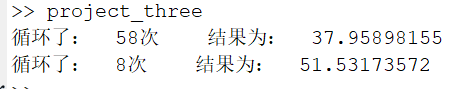 >> project_three
循环了： 58次 结果为： 37.95898155
循环了： 8次 结果为： 51.53173572
>>